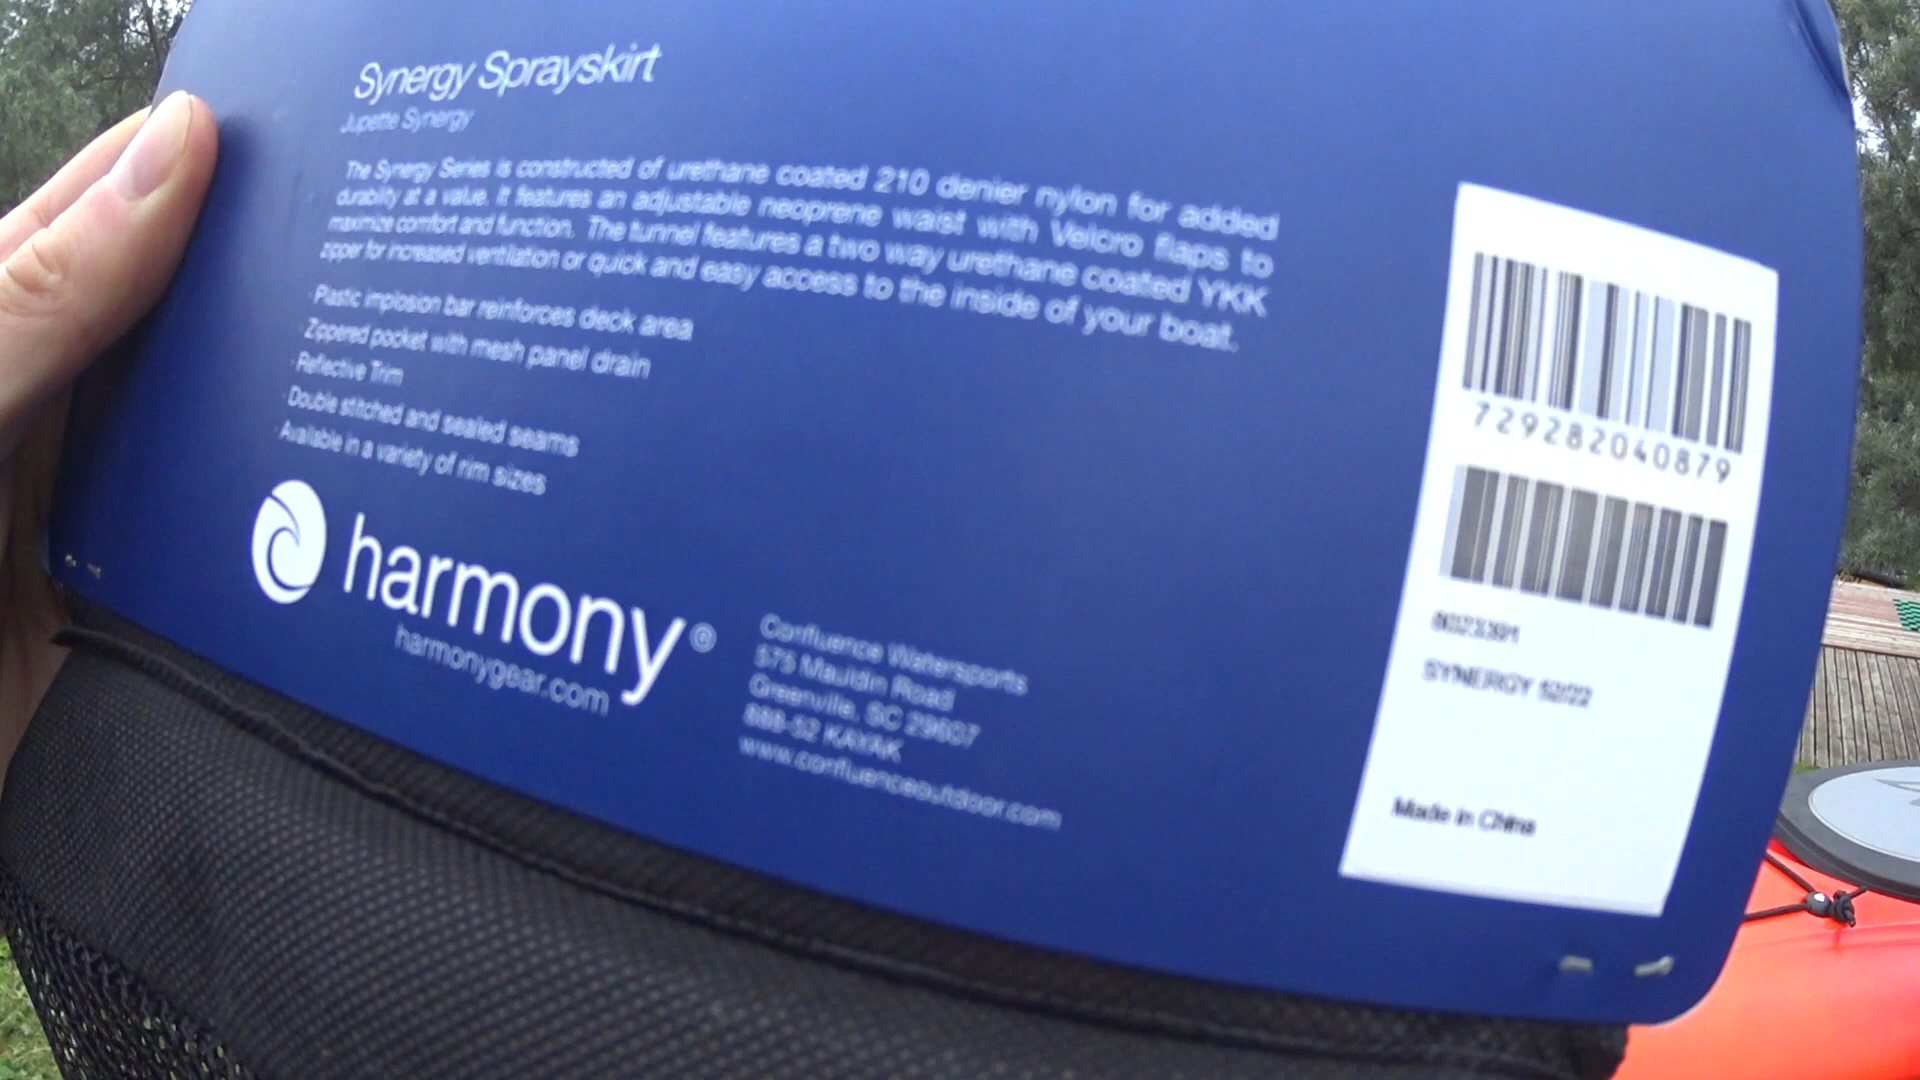 Synergy Sprayskirt
Jupette Synergy
The Synergy Series is constructed of urethane coated 210 denier nylon for added
durability at a value. It features an adjustable neoprene waist with Velcro flaps to
maximize comfort and function. The tunnel features a two way urethane coated YKK
zipper for increased ventilation or quick and easy access to the inside of your boat.
· Plastic implosion bar reinforces deck area
· Zippered pocket with mesh panel drain
· Reflective Trim
· Double stitched and sealed seams
· Available in a variety of rim sizes
harmony®
harmonygear.com
Confluence Watersports
575 Mauldin Road
Greenville, SC 29607
888-52 KAYAK
www.confluenceoutdoor.com
729282040879
8023391
SYNERGY 52/22
Made in China